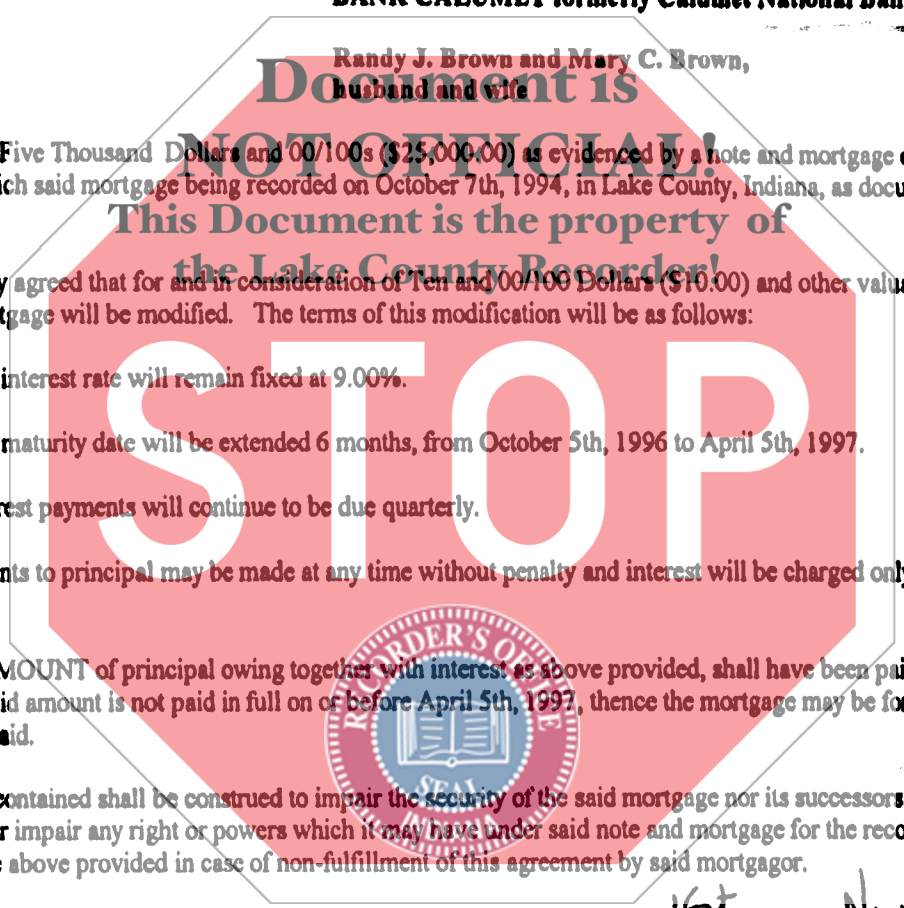 BANK CALUMET formerly Calumet National Ban
Randy J. Brown and Mary C. Brown,
husband and wife
Document is
NOT OFFICIAL!
Five Thousand Dollars and 00/100s ($25,000.00) as evidenced by a note and mortgage
ch said mortgage being recorded on October 7th, 1994, in Lake County, Indiana, as docu
This Document is the property of
the Lake County Recorder!
y agreed that for and in consideration of Ten and 00/100 Dollars ($10.00) and other valua
tgage will be modified. The terms of this modification will be as follows:
STOP
interest rate will remain fixed at 9.00%.
maturity date will be extended 6 months, from October 5th, 1996 to April 5th, 1997.
rest payments will continue to be due quarterly.
nts to principal may be made at any time without penalty and interest will be charged only
MOUNT of principal owing together with interest as above provided, shall have been pai
id amount is not paid in full on or before April 5th, 1997, thence the mortgage may be fo
aid.
RECORDER'S OFFICE
SEAL
INDIANA
contained shall be construed to impair the security of the said mortgage nor its successors
r impair any right or powers which it may have under said note and mortgage for the reco
e above provided in case of non-fulfillment of this agreement by said mortgagor.